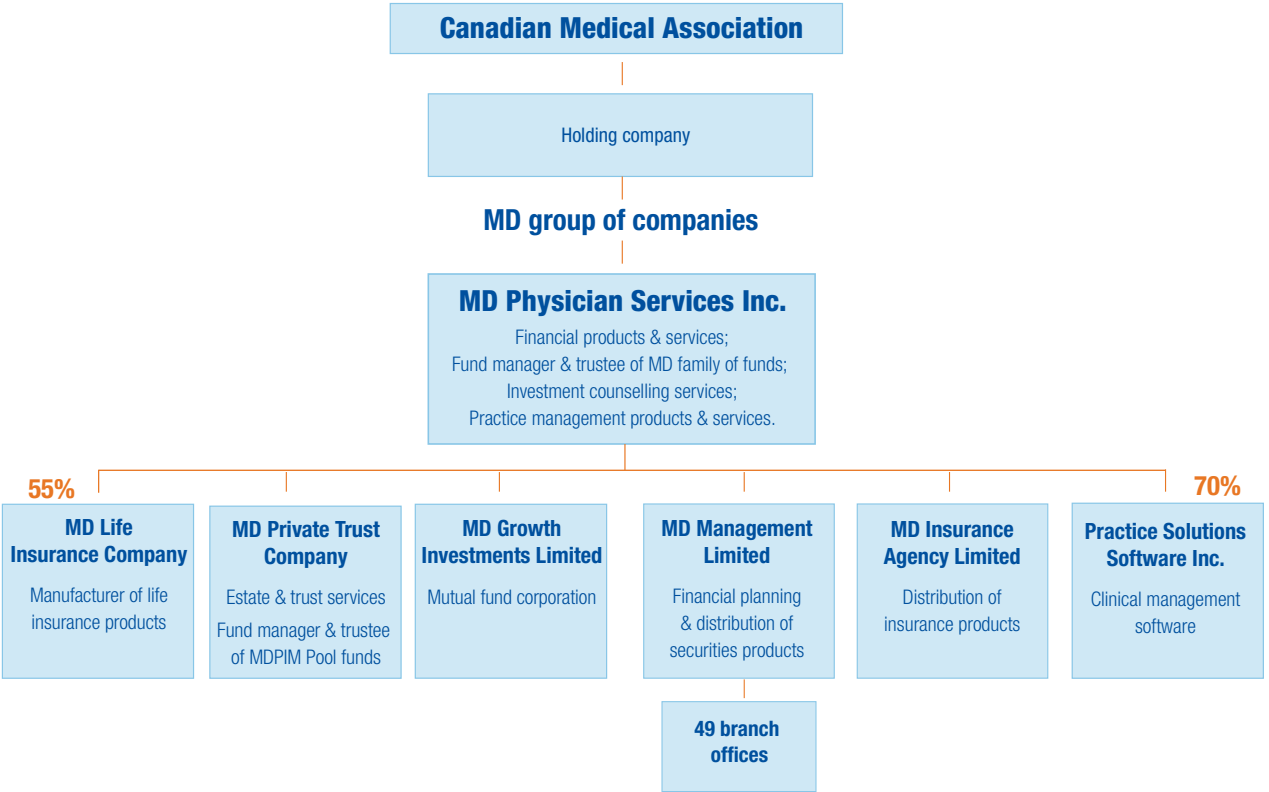 Canadian Medical Association
Holding company
MD group of companies
MD Physician Services Inc.
Financial products & services;
Fund manager & trustee of MD family of funds;
Investment counselling services;
Practice management products & services.
55%
MD Life
Insurance Company
Manufacturer of life
insurance products
MD Private Trust
Company
Estate & trust services
Fund manager & trustee
of MDPIM Pool funds
MD Growth
Investments Limited
Mutual fund corporation
MD Management
Limited
Financial planning
& distribution of
securities products
49 branch
offices
MD Insurance
Agency Limited
Distribution of
insurance products
70%
Practice Solutions
Software Inc.
Clinical management
software